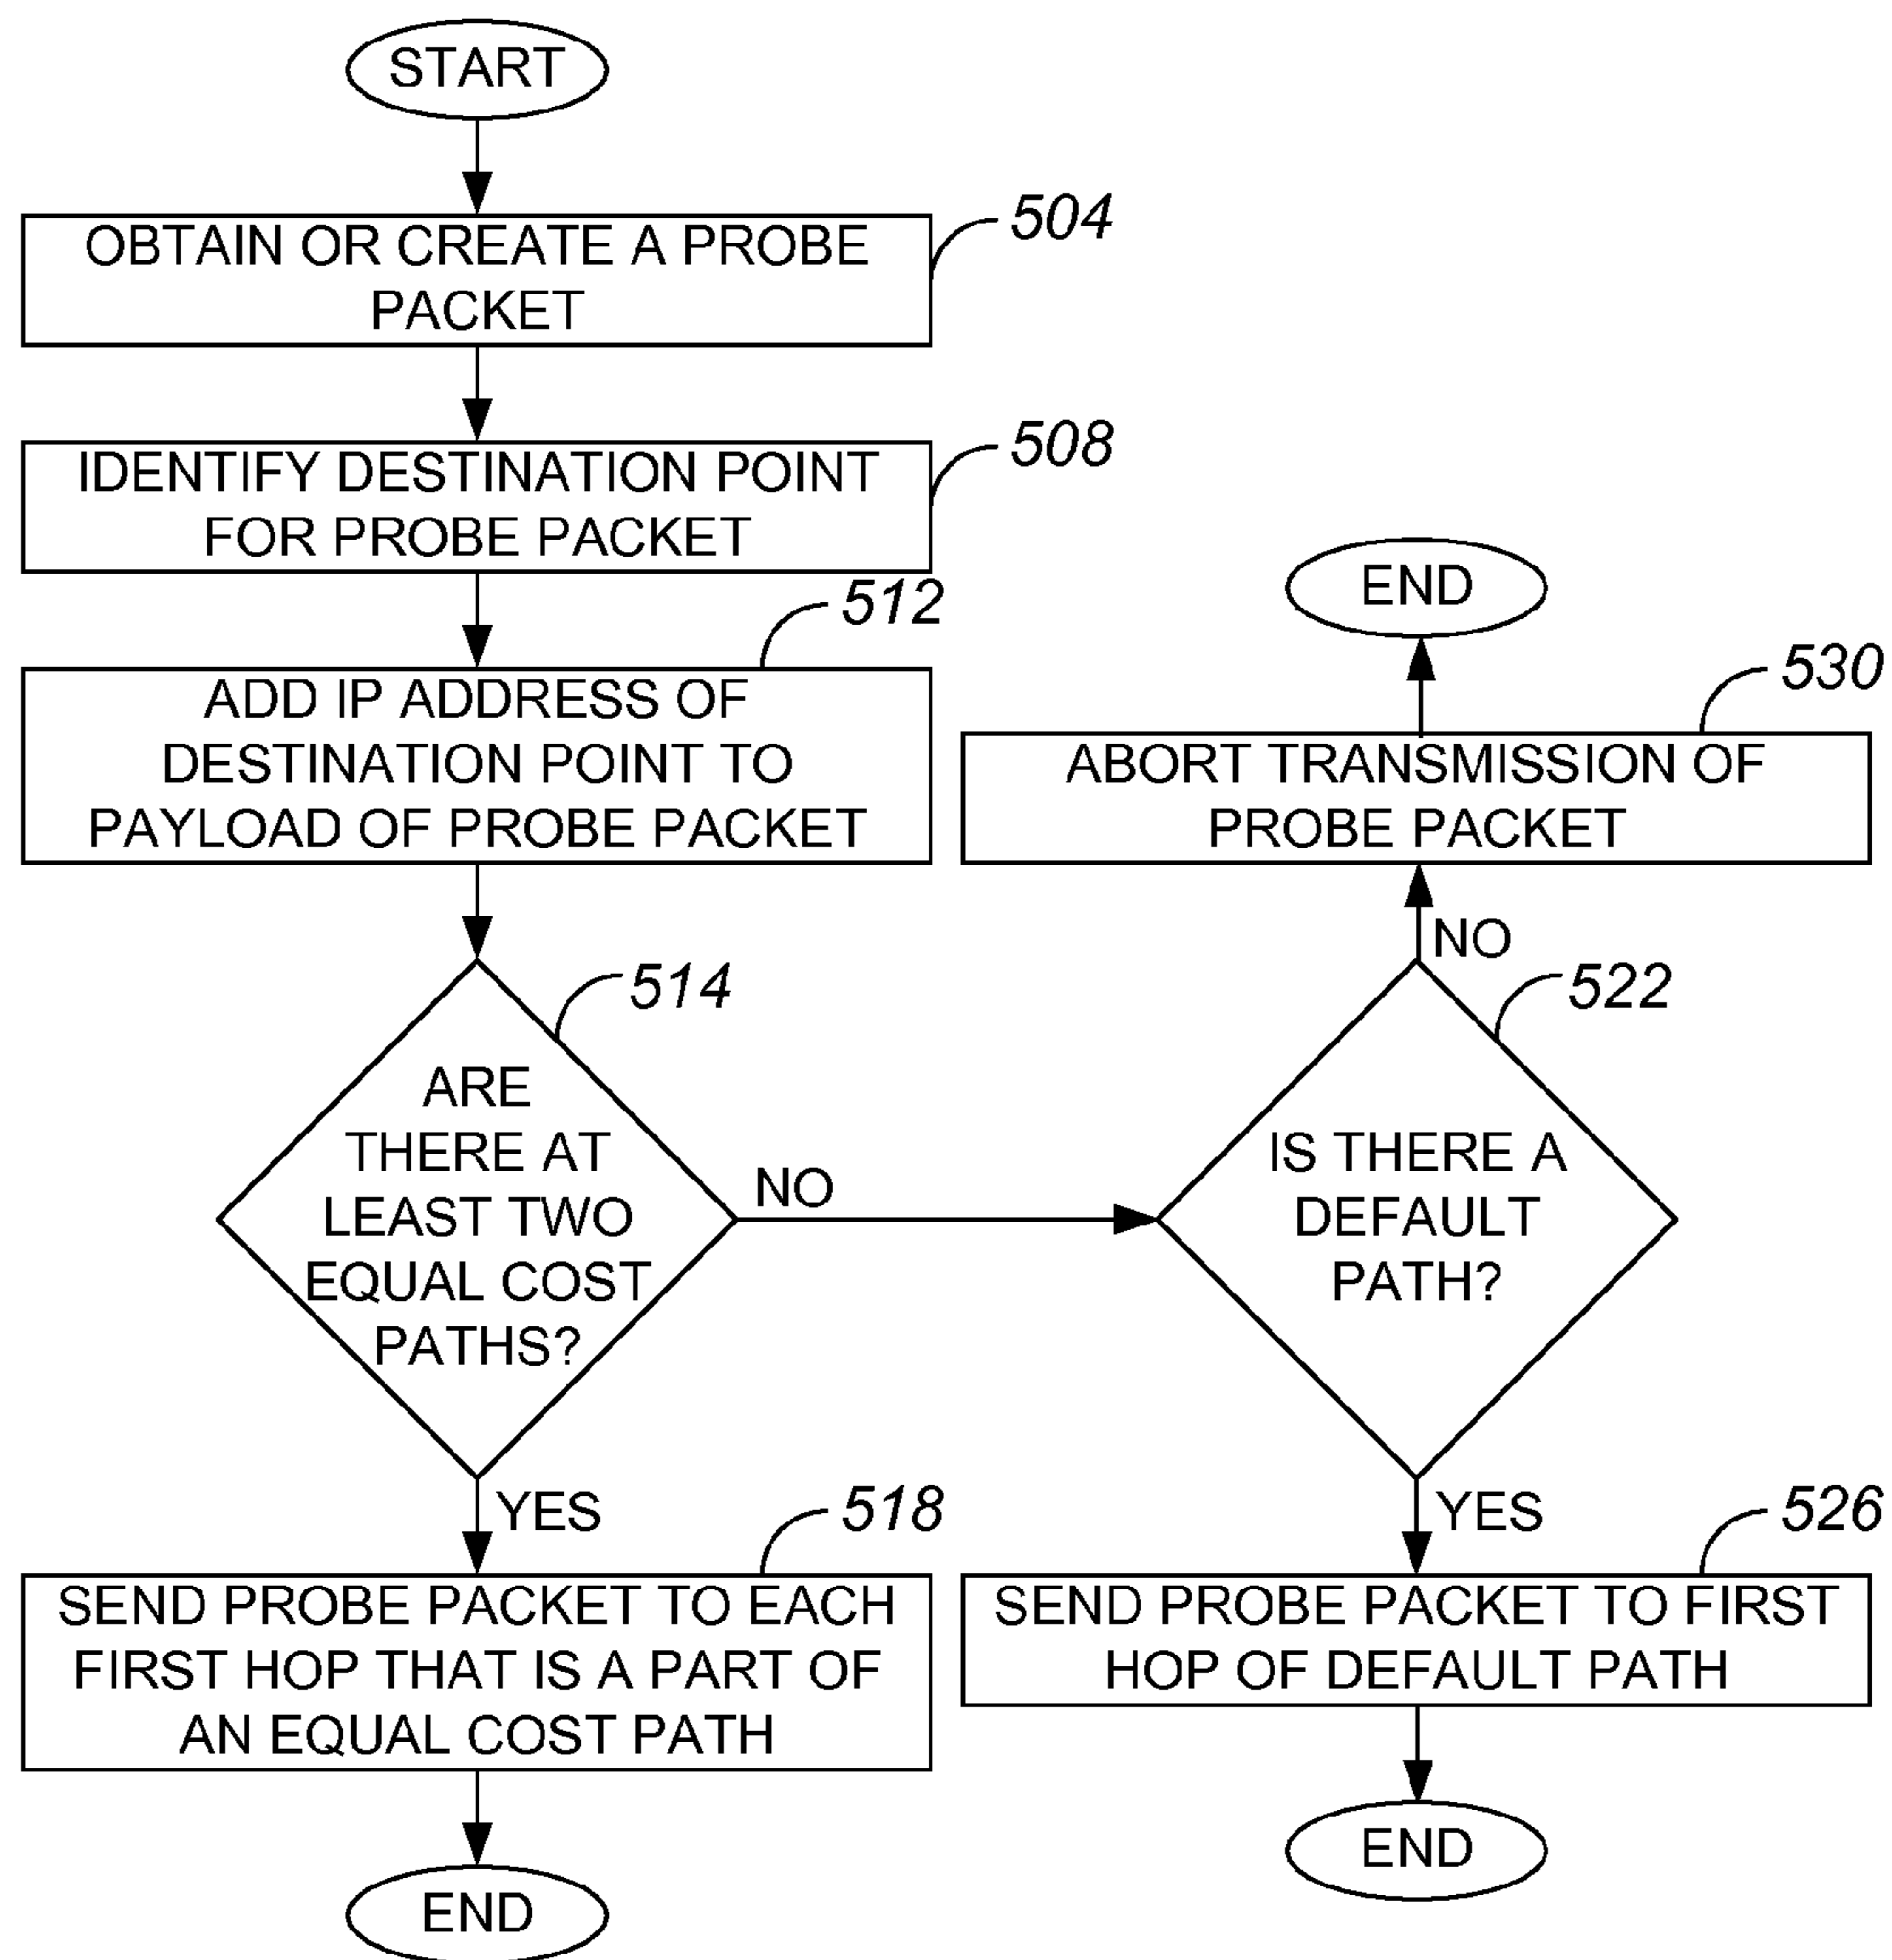 START
OBTAIN OR CREATE A PROBE
PACKET
504
IDENTIFY DESTINATION POINT
FOR PROBE PACKET
508
ADD IP ADDRESS OF
DESTINATION POINT TO
PAYLOAD OF PROBE PACKET
512
ARE
THERE AT
LEAST TWO
EQUAL COST
PATHS?
514
NO
YES
SEND PROBE PACKET TO EACH
FIRST HOP THAT IS A PART OF
AN EQUAL COST PATH
518
END
IS THERE A
DEFAULT
PATH?
522
NO
ABORT TRANSMISSION OF
PROBE PACKET
530
END
YES
SEND PROBE PACKET TO FIRST
HOP OF DEFAULT PATH
526
END